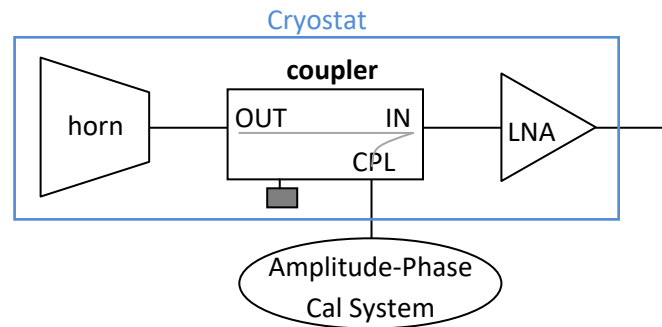 Cryostat
coupler
horn
OUT IN
LNA
CPL
Amplitude-Phase
Cal System